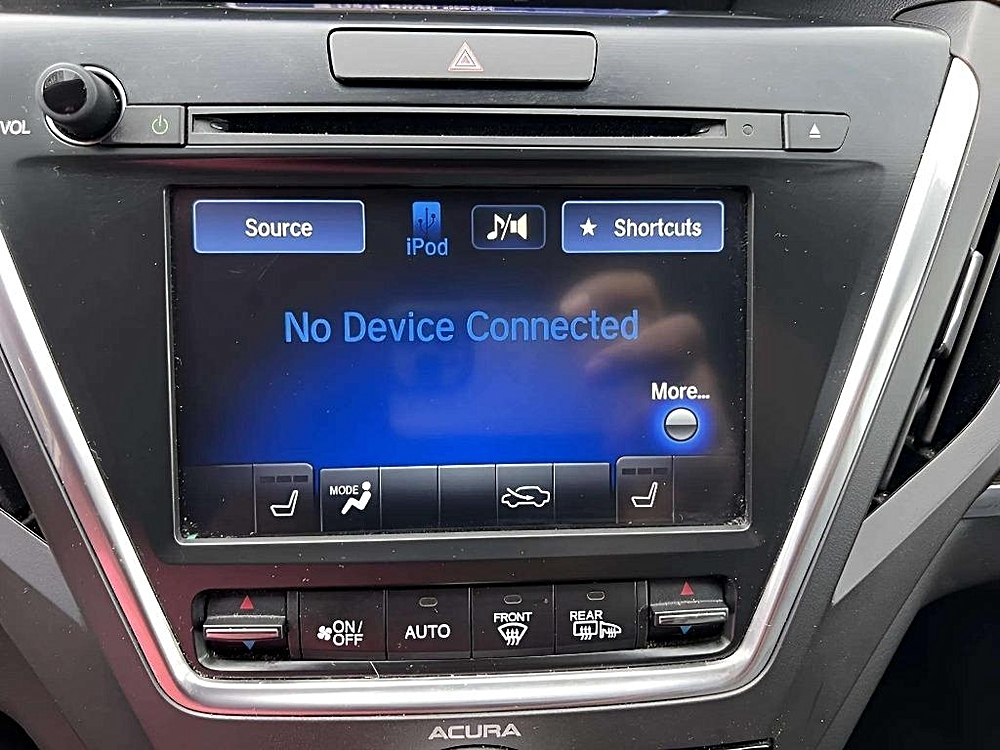 VOL
Source
iPod
★ Shortcuts
No Device Connected
More...
MODE
ON/
OFF
AUTO
FRONT
REAR
ACURA